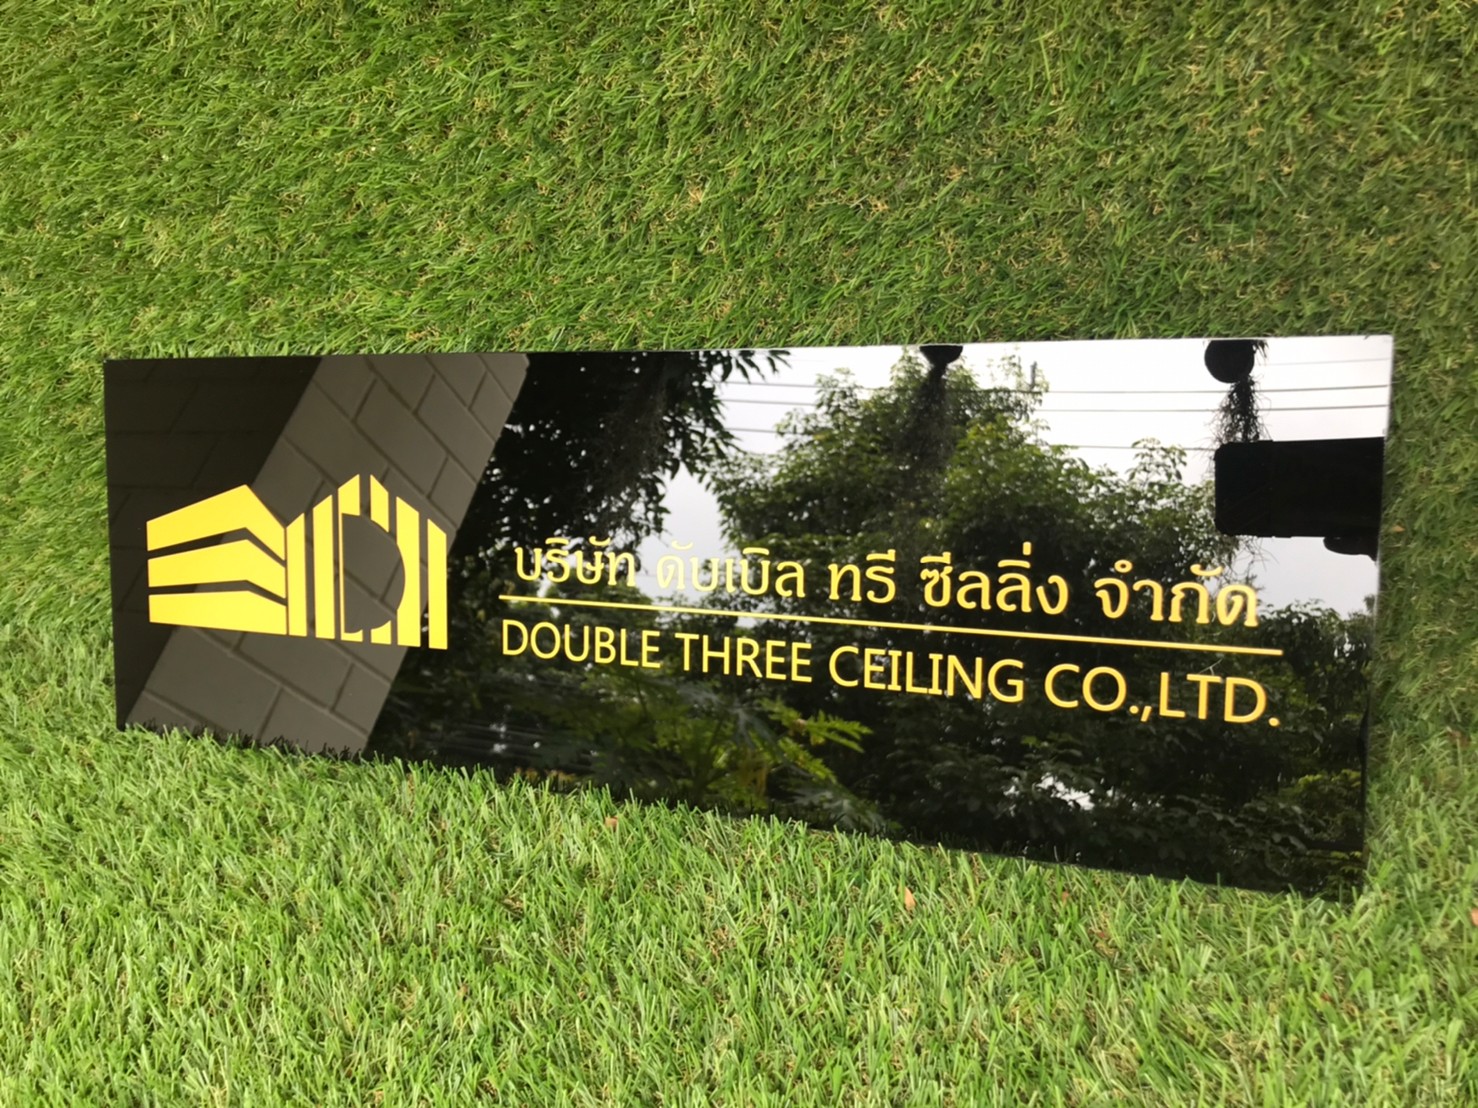 บริษัท ดับเบิล ทรี ซีลลิ่ง จำกัด
DOUBLE THREE CEILING CO.,LTD.